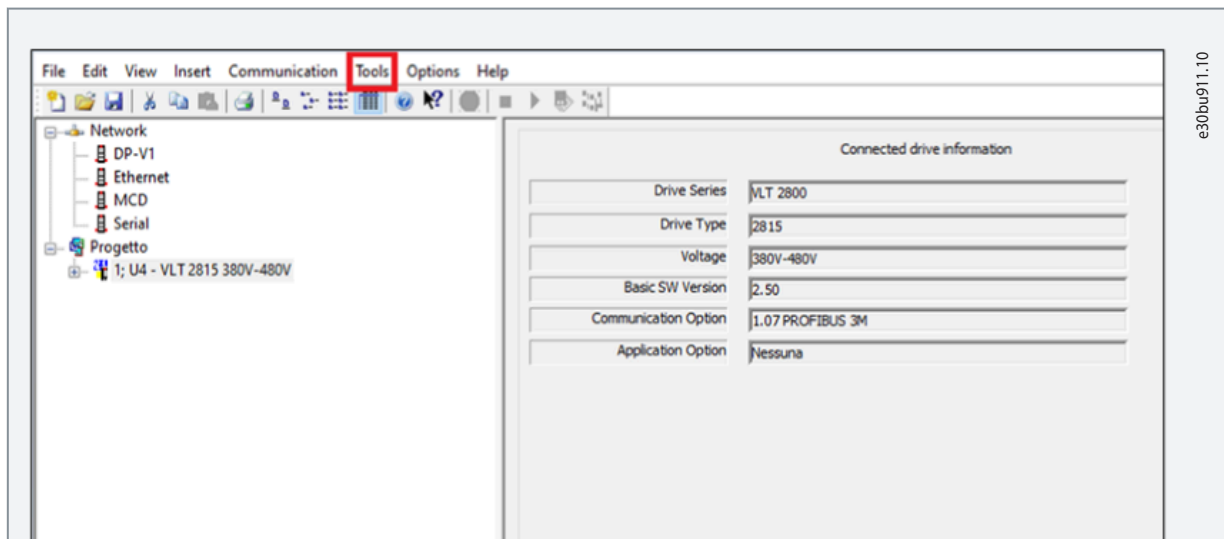 File Edit View Insert Communication Tools Options Help
Network
DP-V1
Ethernet
MCD
Serial
Progetto
1; U4 - VLT 2815 380V-480V
Connected drive information
Drive Series VLT 2800
Drive Type 2815
Voltage 380V-480V
Basic SW Version 2.50
Communication Option 1.07 PROFIBUS 3M
Application Option Nessuna
e30bu911.10